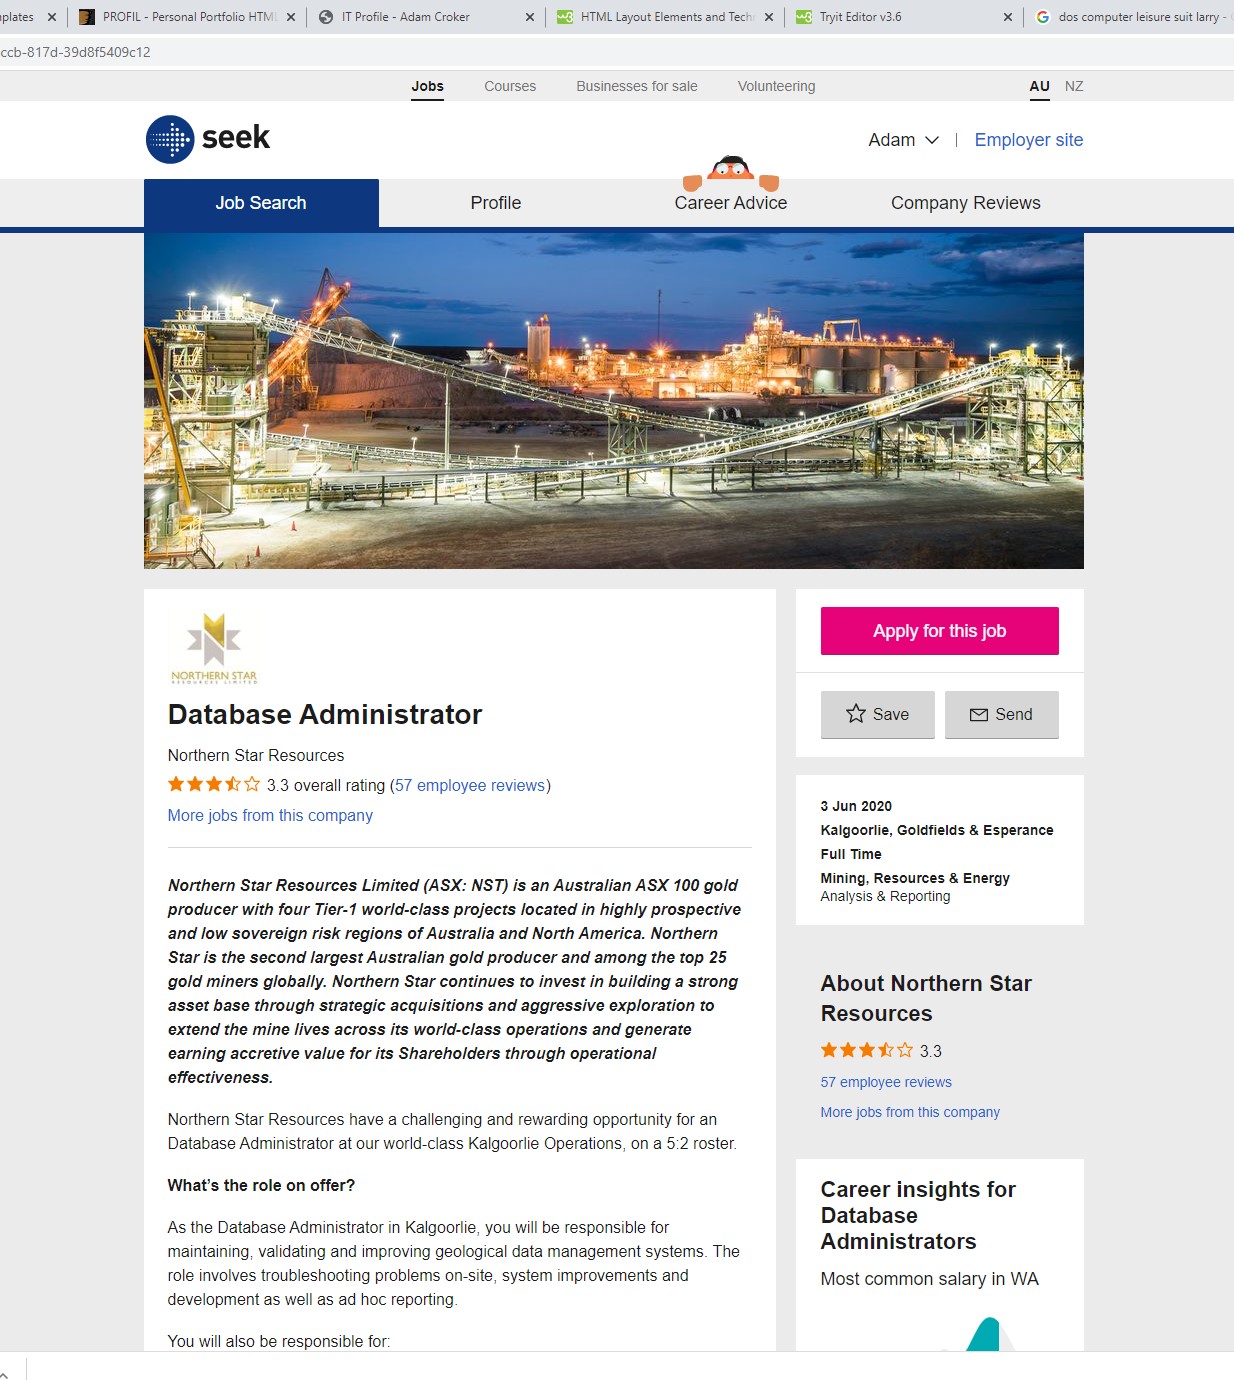 plates
PROFIL - Personal Portfolio HTML
IT Profile - Adam Croker
HTML Layout Elements and Tech
Tryit Editor v3.6
dos computer leisure suit larry -
ccb-817d-39d8f5409c12
Jobs Courses Businesses for sale Volunteering AU NZ
seek
Adam | Employer site
Job Search Profile Career Advice Company Reviews
NORTHERN STAR
RESOURCES LIMITED
Database Administrator
Northern Star Resources
3.3 overall rating (57 employee reviews)
More jobs from this company
Northern Star Resources Limited (ASX: NST) is an Australian ASX 100 gold
producer with four Tier-1 world-class projects located in highly prospective
and low sovereign risk regions of Australia and North America. Northern
Star is the second largest Australian gold producer and among the top 25
gold miners globally. Northern Star continues to invest in building a strong
asset base through strategic acquisitions and aggressive exploration to
extend the mine lives across its world-class operations and generate
earning accretive value for its Shareholders through operational
effectiveness.
Northern Star Resources have a challenging and rewarding opportunity for an
Database Administrator at our world-class Kalgoorlie Operations, on a 5:2 roster.
What's the role on offer?
As the Database Administrator in Kalgoorlie, you will be responsible for
maintaining, validating and improving geological data management systems. The
role involves troubleshooting problems on-site, system improvements and
development as well as ad hoc reporting.
You will also be responsible for:
Apply for this job
Save
Send
3 Jun 2020
Kalgoorlie, Goldfields & Esperance
Full Time
Mining, Resources & Energy
Analysis & Reporting
About Northern Star
Resources
3.3
57 employee reviews
More jobs from this company
Career insights for
Database
Administrators
Most common salary in WA